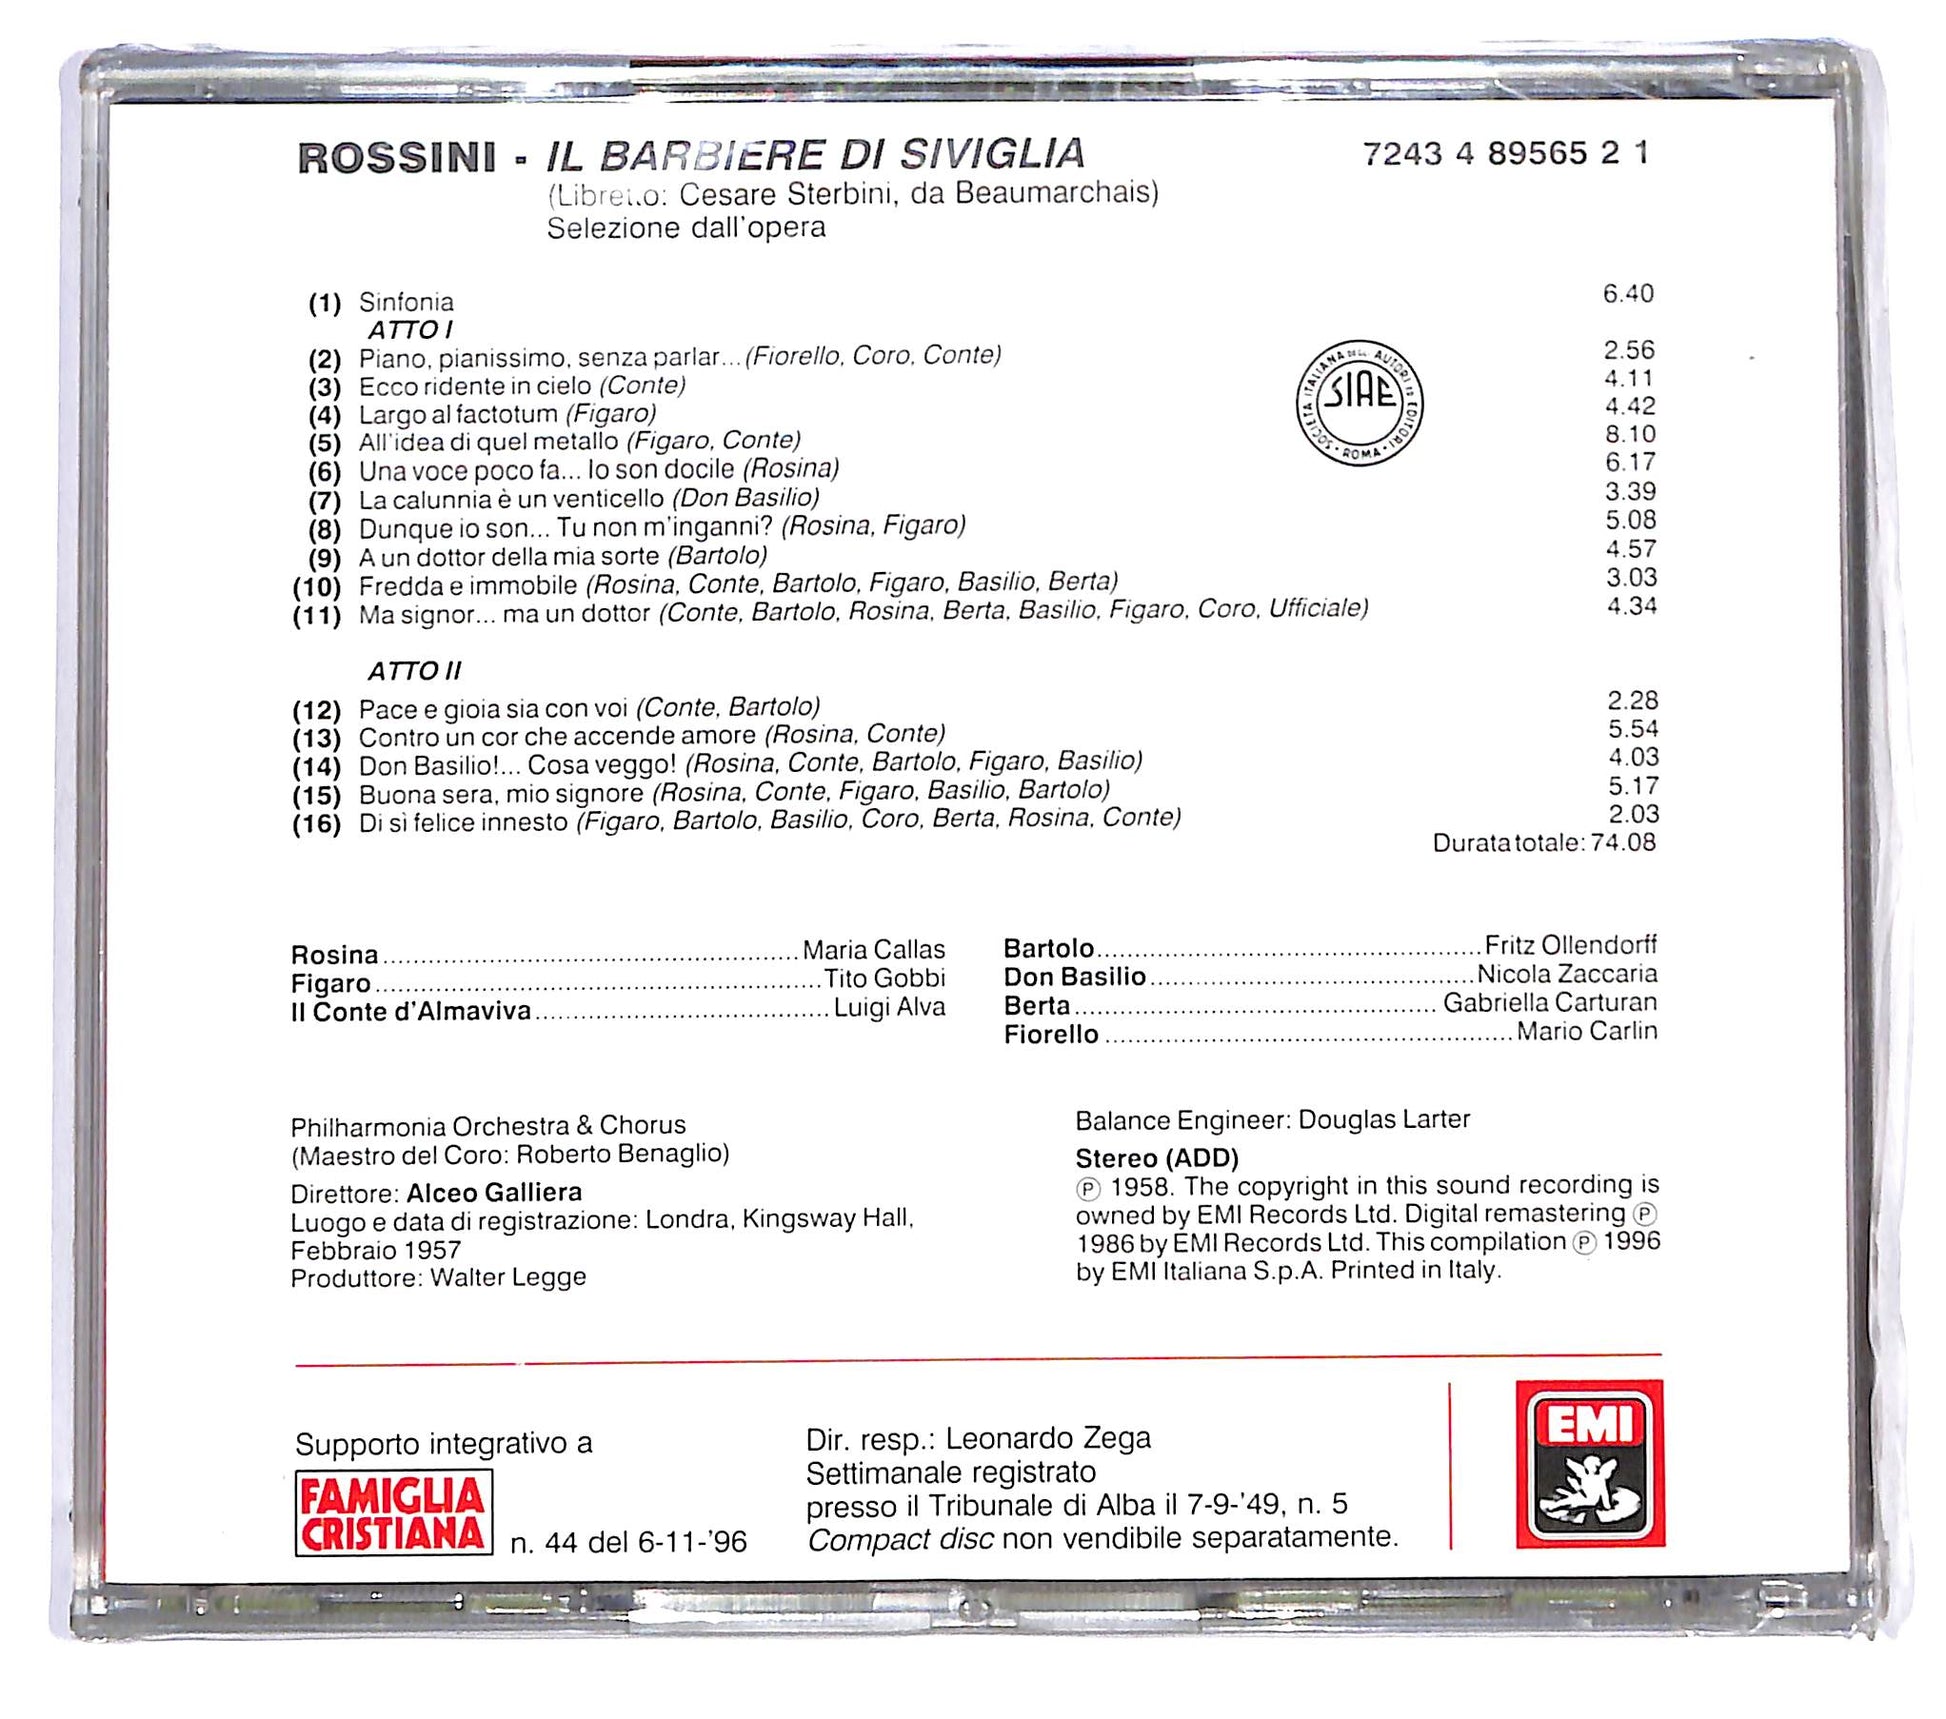 ROSSINI - IL BARBIERE DI SIVIGLIA 7243 4 89565 2 1
(Libretto: Cesare Sterbini, da Beaumarchais)
Selezione dall'opera
(1) Sinfonia 6.40
ATTO I
(2) Piano, pianissimo, senza parlar... (Fiorello, Coro, Conte) 2.56
(3) Ecco ridente in cielo (Conte) 4.11
(4) Largo al factotum (Figaro) 4.42
(5) All'idea di quel metallo (Figaro, Conte) 8.10
(6) Una voce poco fa... Io son docile (Rosina) 6.17
(7) La calunnia è un venticello (Don Basilio) 3.39
(8) Dunque io son... Tu non m'inganni? (Rosina, Figaro) 5.08
(9) A un dottor della mia sorte (Bartolo) 4.57
(10) Fredda e immobile (Rosina, Conte, Bartolo, Figaro, Basilio, Berta) 3.03
(11) Ma signor... ma un dottor (Conte, Bartolo, Rosina, Berta, Basilio, Figaro, Coro, Ufficiale) 4.34
SOCIETÀ ITALIANA DEGLI AUTORI ED EDITORI · ROMA ·
SIAE
ATTO II
(12) Pace e gioia sia con voi (Conte, Bartolo) 2.28
(13) Contro un cor che accende amore (Rosina, Conte) 5.54
(14) Don Basilio!... Cosa veggo! (Rosina, Conte, Bartolo, Figaro, Basilio) 4.03
(15) Buona sera, mio signore (Rosina, Conte, Figaro, Basilio, Bartolo) 5.17
(16) Di sì felice innesto (Figaro, Bartolo, Basilio, Coro, Berta, Rosina, Conte) 2.03
Durata totale: 74.08
Rosina Maria Callas
Figaro Tito Gobbi
Il Conte d'Almaviva Luigi Alva
Bartolo Fritz Ollendorff
Don Basilio Nicola Zaccaria
Berta Gabriella Carturan
Fiorello Mario Carlin
Philharmonia Orchestra & Chorus
(Maestro del Coro: Roberto Benaglio)
Direttore: Alceo Galliera
Luogo e data di registrazione: Londra, Kingsway Hall,
Febbraio 1957
Produttore: Walter Legge
Balance Engineer: Douglas Larter
Stereo (ADD)
℗ 1958. The copyright in this sound recording is
owned by EMI Records Ltd. Digital remastering ℗
1986 by EMI Records Ltd. This compilation ℗ 1996
by EMI Italiana S.p.A. Printed in Italy.
Supporto integrativo a
FAMIGLIA
CRISTIANA
n. 44 del 6-11-'96
Dir. resp.: Leonardo Zega
Settimanale registrato
presso il Tribunale di Alba il 7-9-'49, n. 5
Compact disc non vendibile separatamente.
EMI